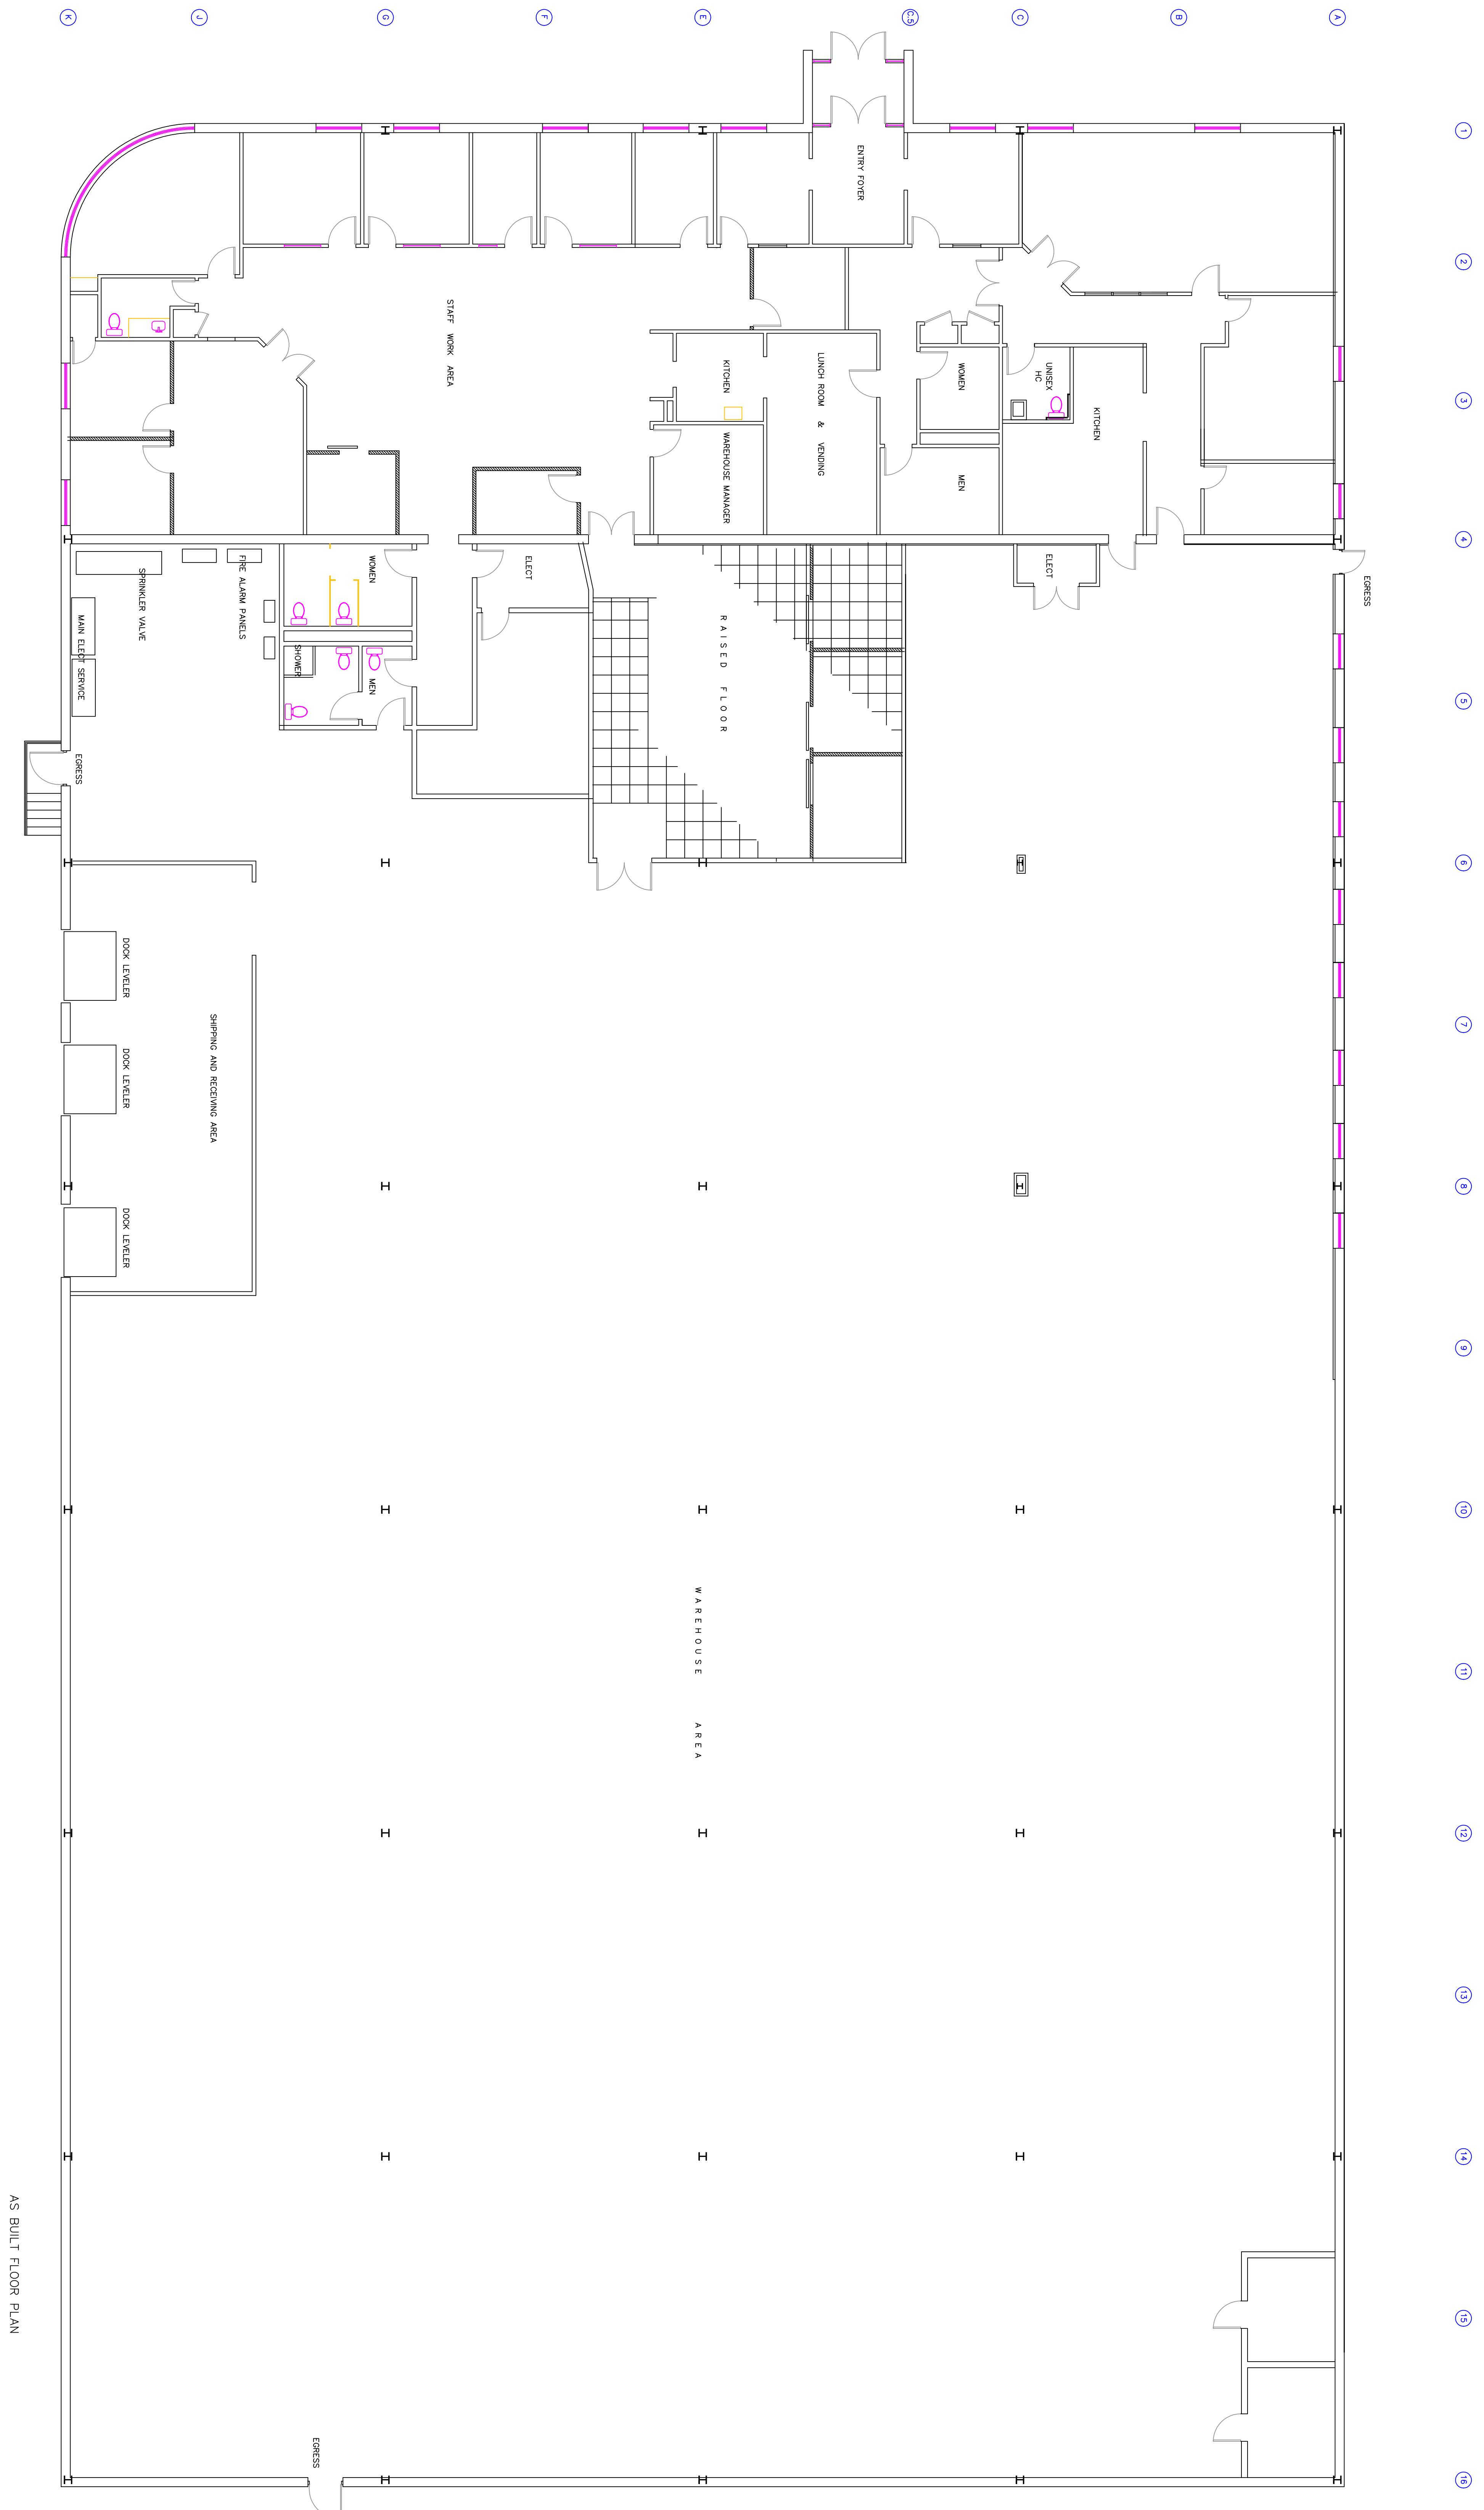 K
J
G
F
E
C.5
C
B
A
1
2
3
4
5
6
7
8
9
10
11
12
13
14
15
16
ENTRY FOYER
STAFF WORK AREA
KITCHEN
LUNCH ROOM & VENDING
WAREHOUSE MANAGER
WOMEN
MEN
UNISEX
HC
KITCHEN
ELECT
EGRESS
SPRINKLER VALVE
FIRE ALARM PANELS
MAIN ELECT SERVICE
WOMEN
SHOWER
MEN
ELECT
RAISED FLOOR
EGRESS
DOCK LEVELER
DOCK LEVELER
DOCK LEVELER
SHIPPING AND RECEIVING AREA
WAREHOUSE AREA
EGRESS
AS BUILT FLOOR PLAN